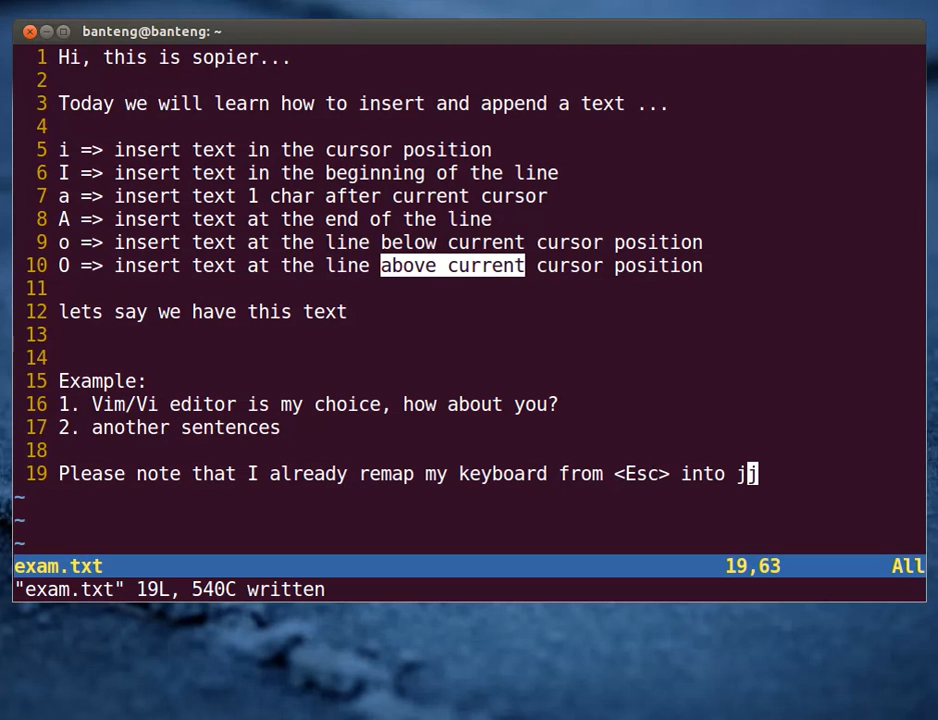 banteng@banteng: ~
1 Hi, this is sopier...
2
3 Today we will learn how to insert and append a text ...
4
5 i => insert text in the cursor position
6 I => insert text in the beginning of the line
7 a => insert text 1 char after current cursor
8 A => insert text at the end of the line
9 o => insert text at the line below current cursor position
10 O => insert text at the line above current cursor position
11
12 lets say we have this text
13
14
15 Example:
16 1. Vim/Vi editor is my choice, how about you?
17 2. another sentences
18
19 Please note that I already remap my keyboard from <Esc> into jj
~
~
~
exam.txt 19,63 All
"exam.txt" 19L, 540C written